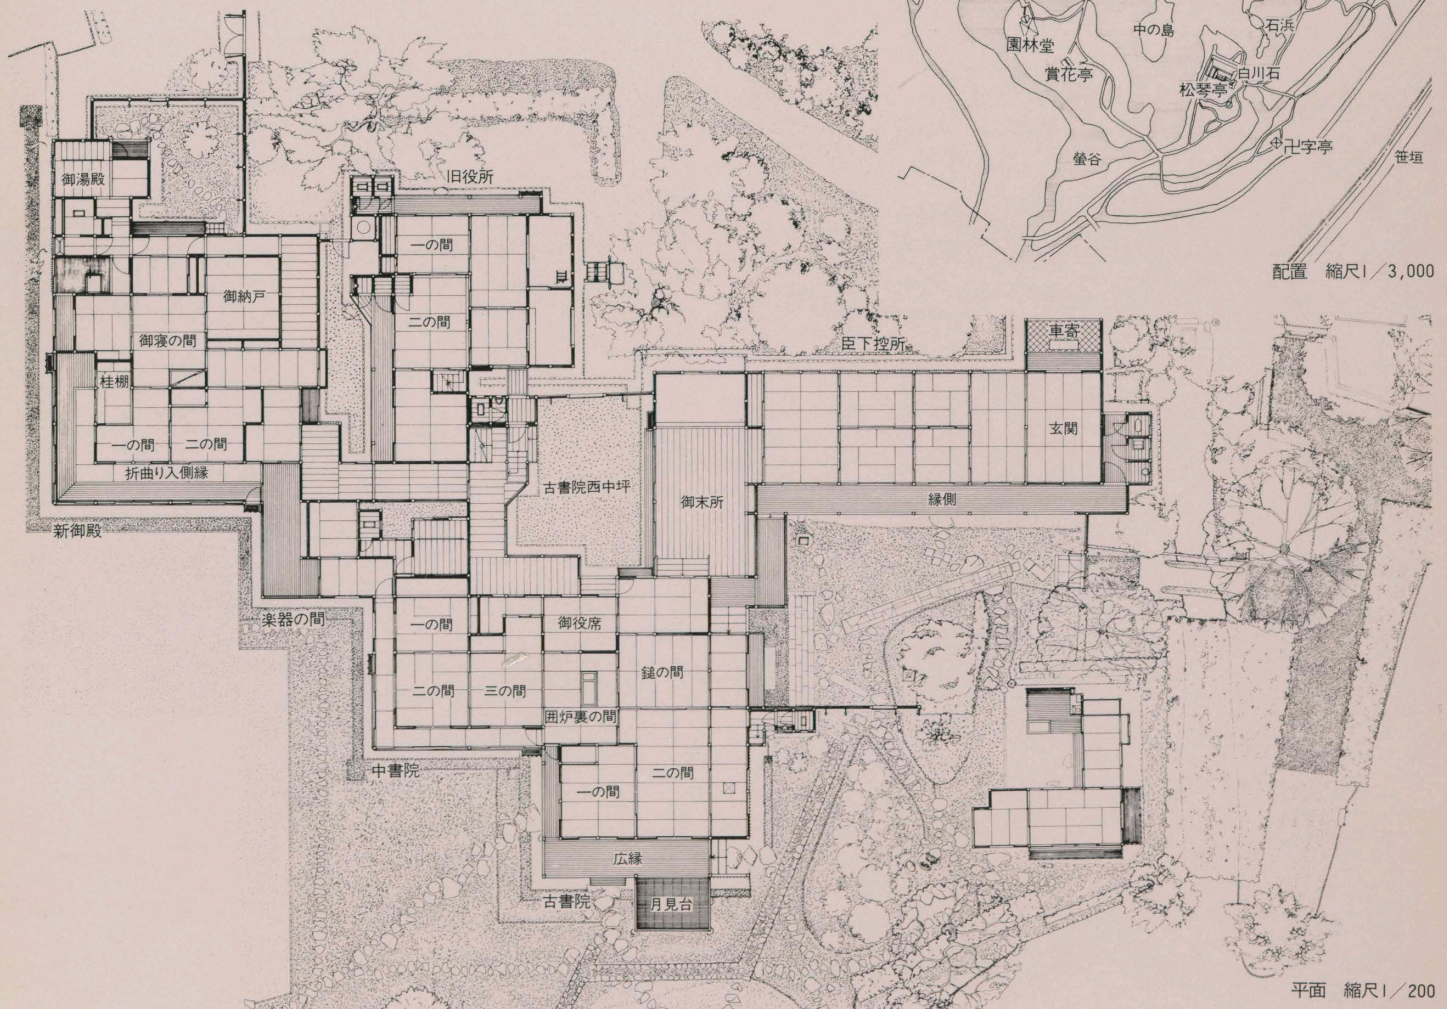 中の島
石浜
園林堂
賞花亭
白川石
松琴亭
卍字亭
笹垣
螢谷
配置 縮尺1/3,000
御湯殿
旧役所
一の間
御納戸
二の間
御寝の間
臣下控所
車寄
桂棚
玄関
一の間
二の間
折曲り入側縁
古書院西中坪
御末所
縁側
新御殿
楽器の間
一の間
御役席
二の間
三の間
鎚の間
囲炉裏の間
中書院
一の間
二の間
広縁
古書院
月見台
平面 縮尺1/200